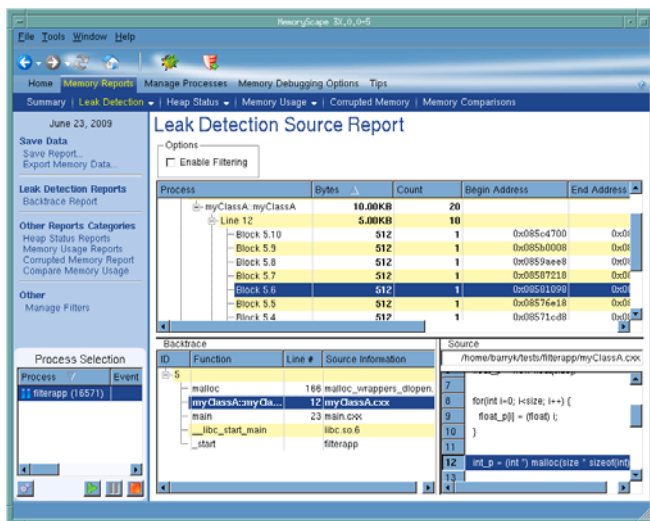 MemoryScape 3X.0.0-5
File Tools Window Help
Home Memory Reports Manage Processes Memory Debugging Options Tips
Summary | Leak Detection | Heap Status | Memory Usage | Corrupted Memory | Memory Comparisons
June 23, 2009
Save Data
Save Report...
Export Memory Data...
Leak Detection Reports
Backtrace Report
Other Reports Categories
Heap Status Reports
Memory Usage Reports
Corrupted Memory Report
Compare Memory Usage
Other
Manage Filters
Process Selection
Process Event
filterapp (16571)
Leak Detection Source Report
Options
Enable Filtering
Process Bytes Count Begin Address End Address
myClassA::myClassA 10.00KB 20
Line 12 5.00KB 10
Block 5.10 512 1 0x085c4700 0x08
Block 5.9 512 1 0x085b0008 0x08
Block 5.8 512 1 0x0859aee8 0x08
Block 5.7 512 1 0x08587218 0x08
Block 5.6 512 1 0x08581098 0x08
Block 5.5 512 1 0x08576e18 0x08
Block 5.4 512 1 0x08571cd8 0x08
Backtrace
ID Function Line # Source Information
5
malloc 166 malloc_wrappers_dlopen.
myClassA::myCla... 12 myClassA.cxx
main 23 main.cxx
__libc_start_main libc.so.6
_start filterapp
Source
/home/barryk/tests/filterapp/myClassA.cxx
7
8 for(int i=0; i<size; i++) {
9 float_p[i] = (float) i;
10 }
11
12 int_p = (int *) malloc(size * sizeof(int)
13